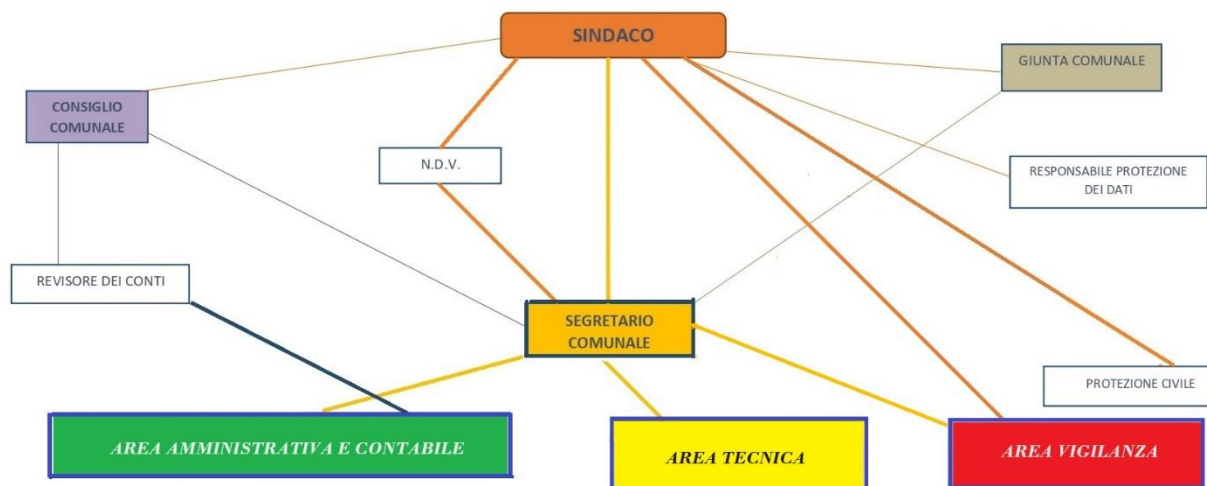 SINDACO
GIUNTA COMUNALE
CONSIGLIO
COMUNALE
N.D.V.
RESPONSABILE PROTEZIONE
DEI DATI
REVISORE DEI CONTI
SEGRETARIO
COMUNALE
PROTEZIONE CIVILE
AREA AMMINISTRATIVA E CONTABILE
AREA TECNICA
AREA VIGILANZA